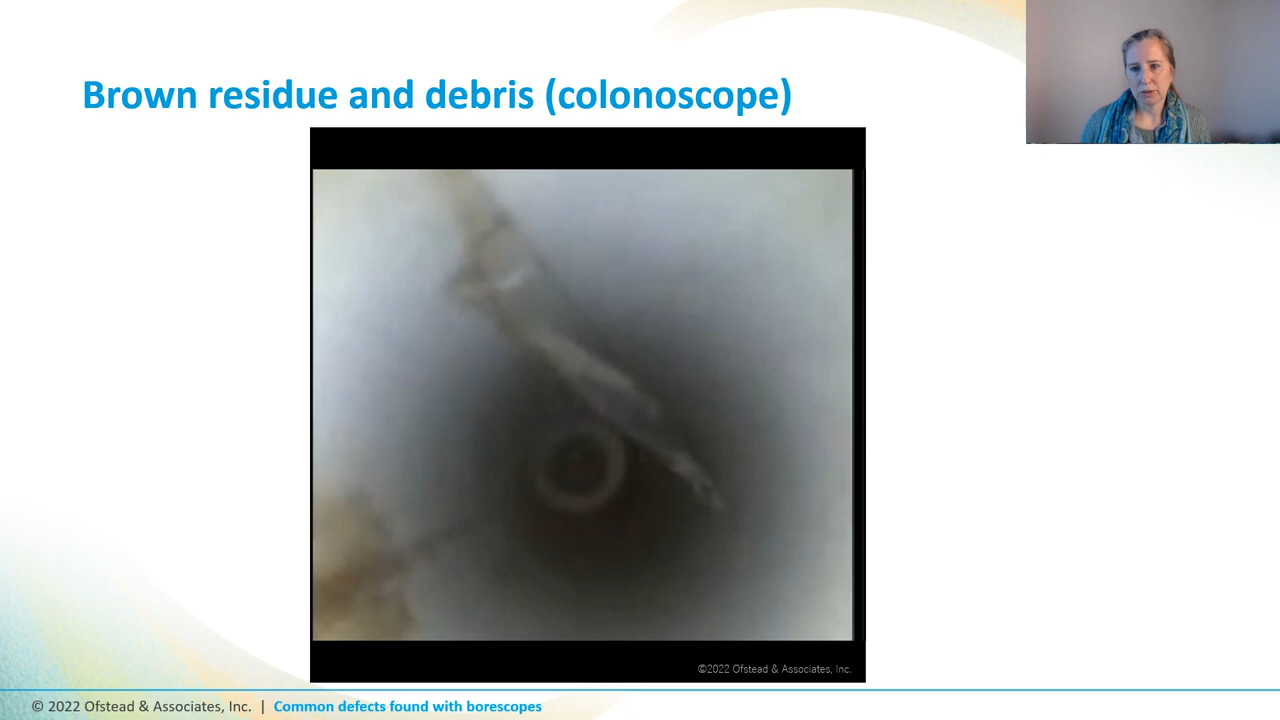 Brown residue and debris (colonoscope)
©2022 Ofstead & Associates, Inc.
© 2022 Ofstead & Associates, Inc. | Common defects found with borescopes